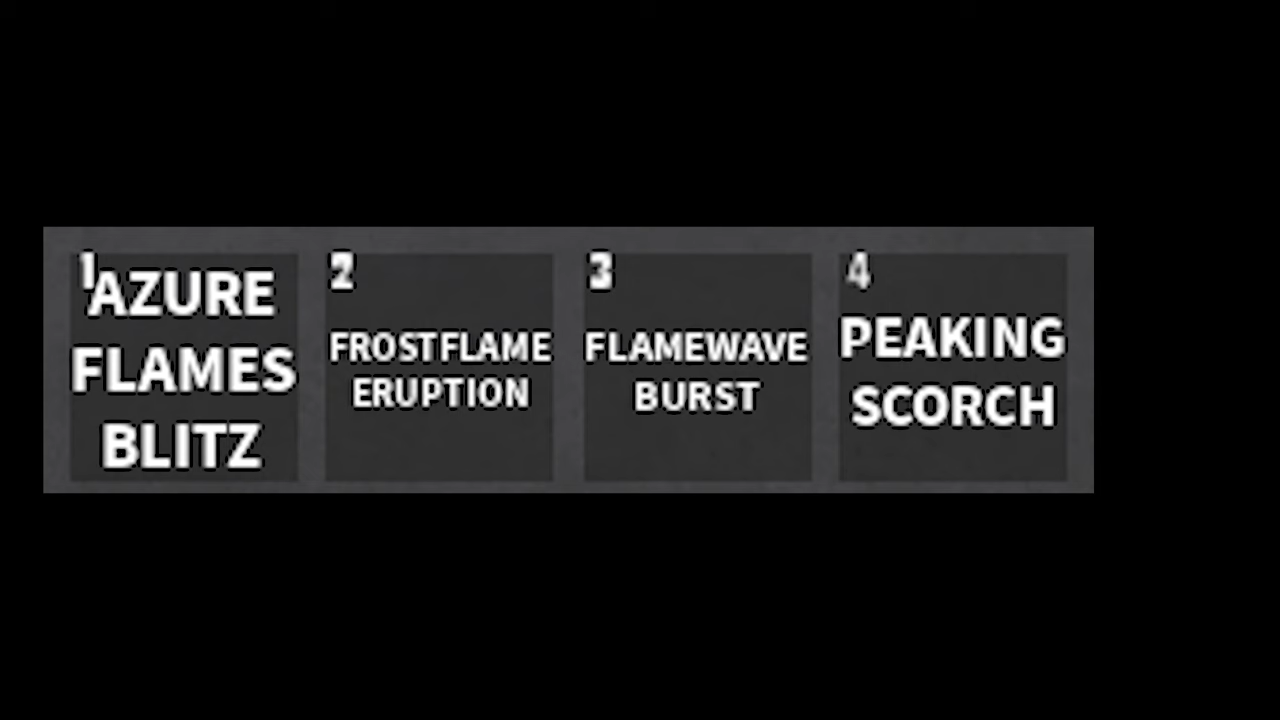 1
AZURE
FLAMES
BLITZ
2
FROSTFLAME
ERUPTION
3
FLAMEWAVE
BURST
4
PEAKING
SCORCH